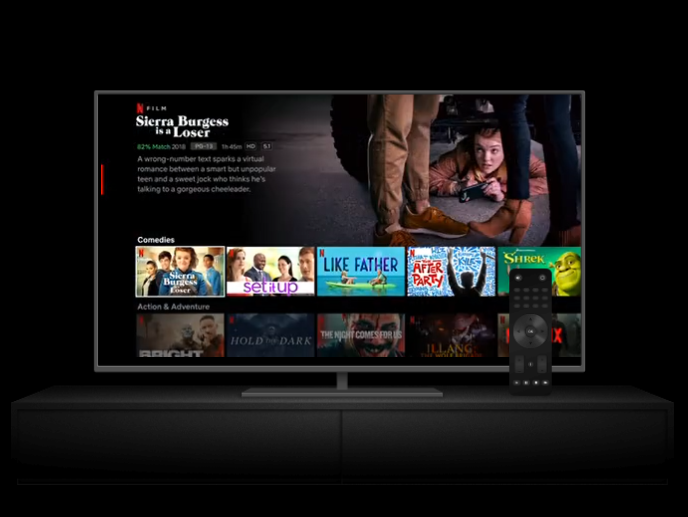 N FILM
Sierra Burgess
is a Loser
82% Match 2018 PG-13 1h 45m HD 5.1
A wrong-number text sparks a virtual
romance between a smart but unpopular
teen and a sweet jock who thinks he's
talking to a gorgeous cheeleader.
Comedies
N Sierra Burgess is a Loser
N set it up
N LIKE FATHER
N THE AFTER PARTY
SHREK
Action & Adventure
BRIGHT
HOLD THE DARK
THE NIGHT COMES FOR US
ILLANG